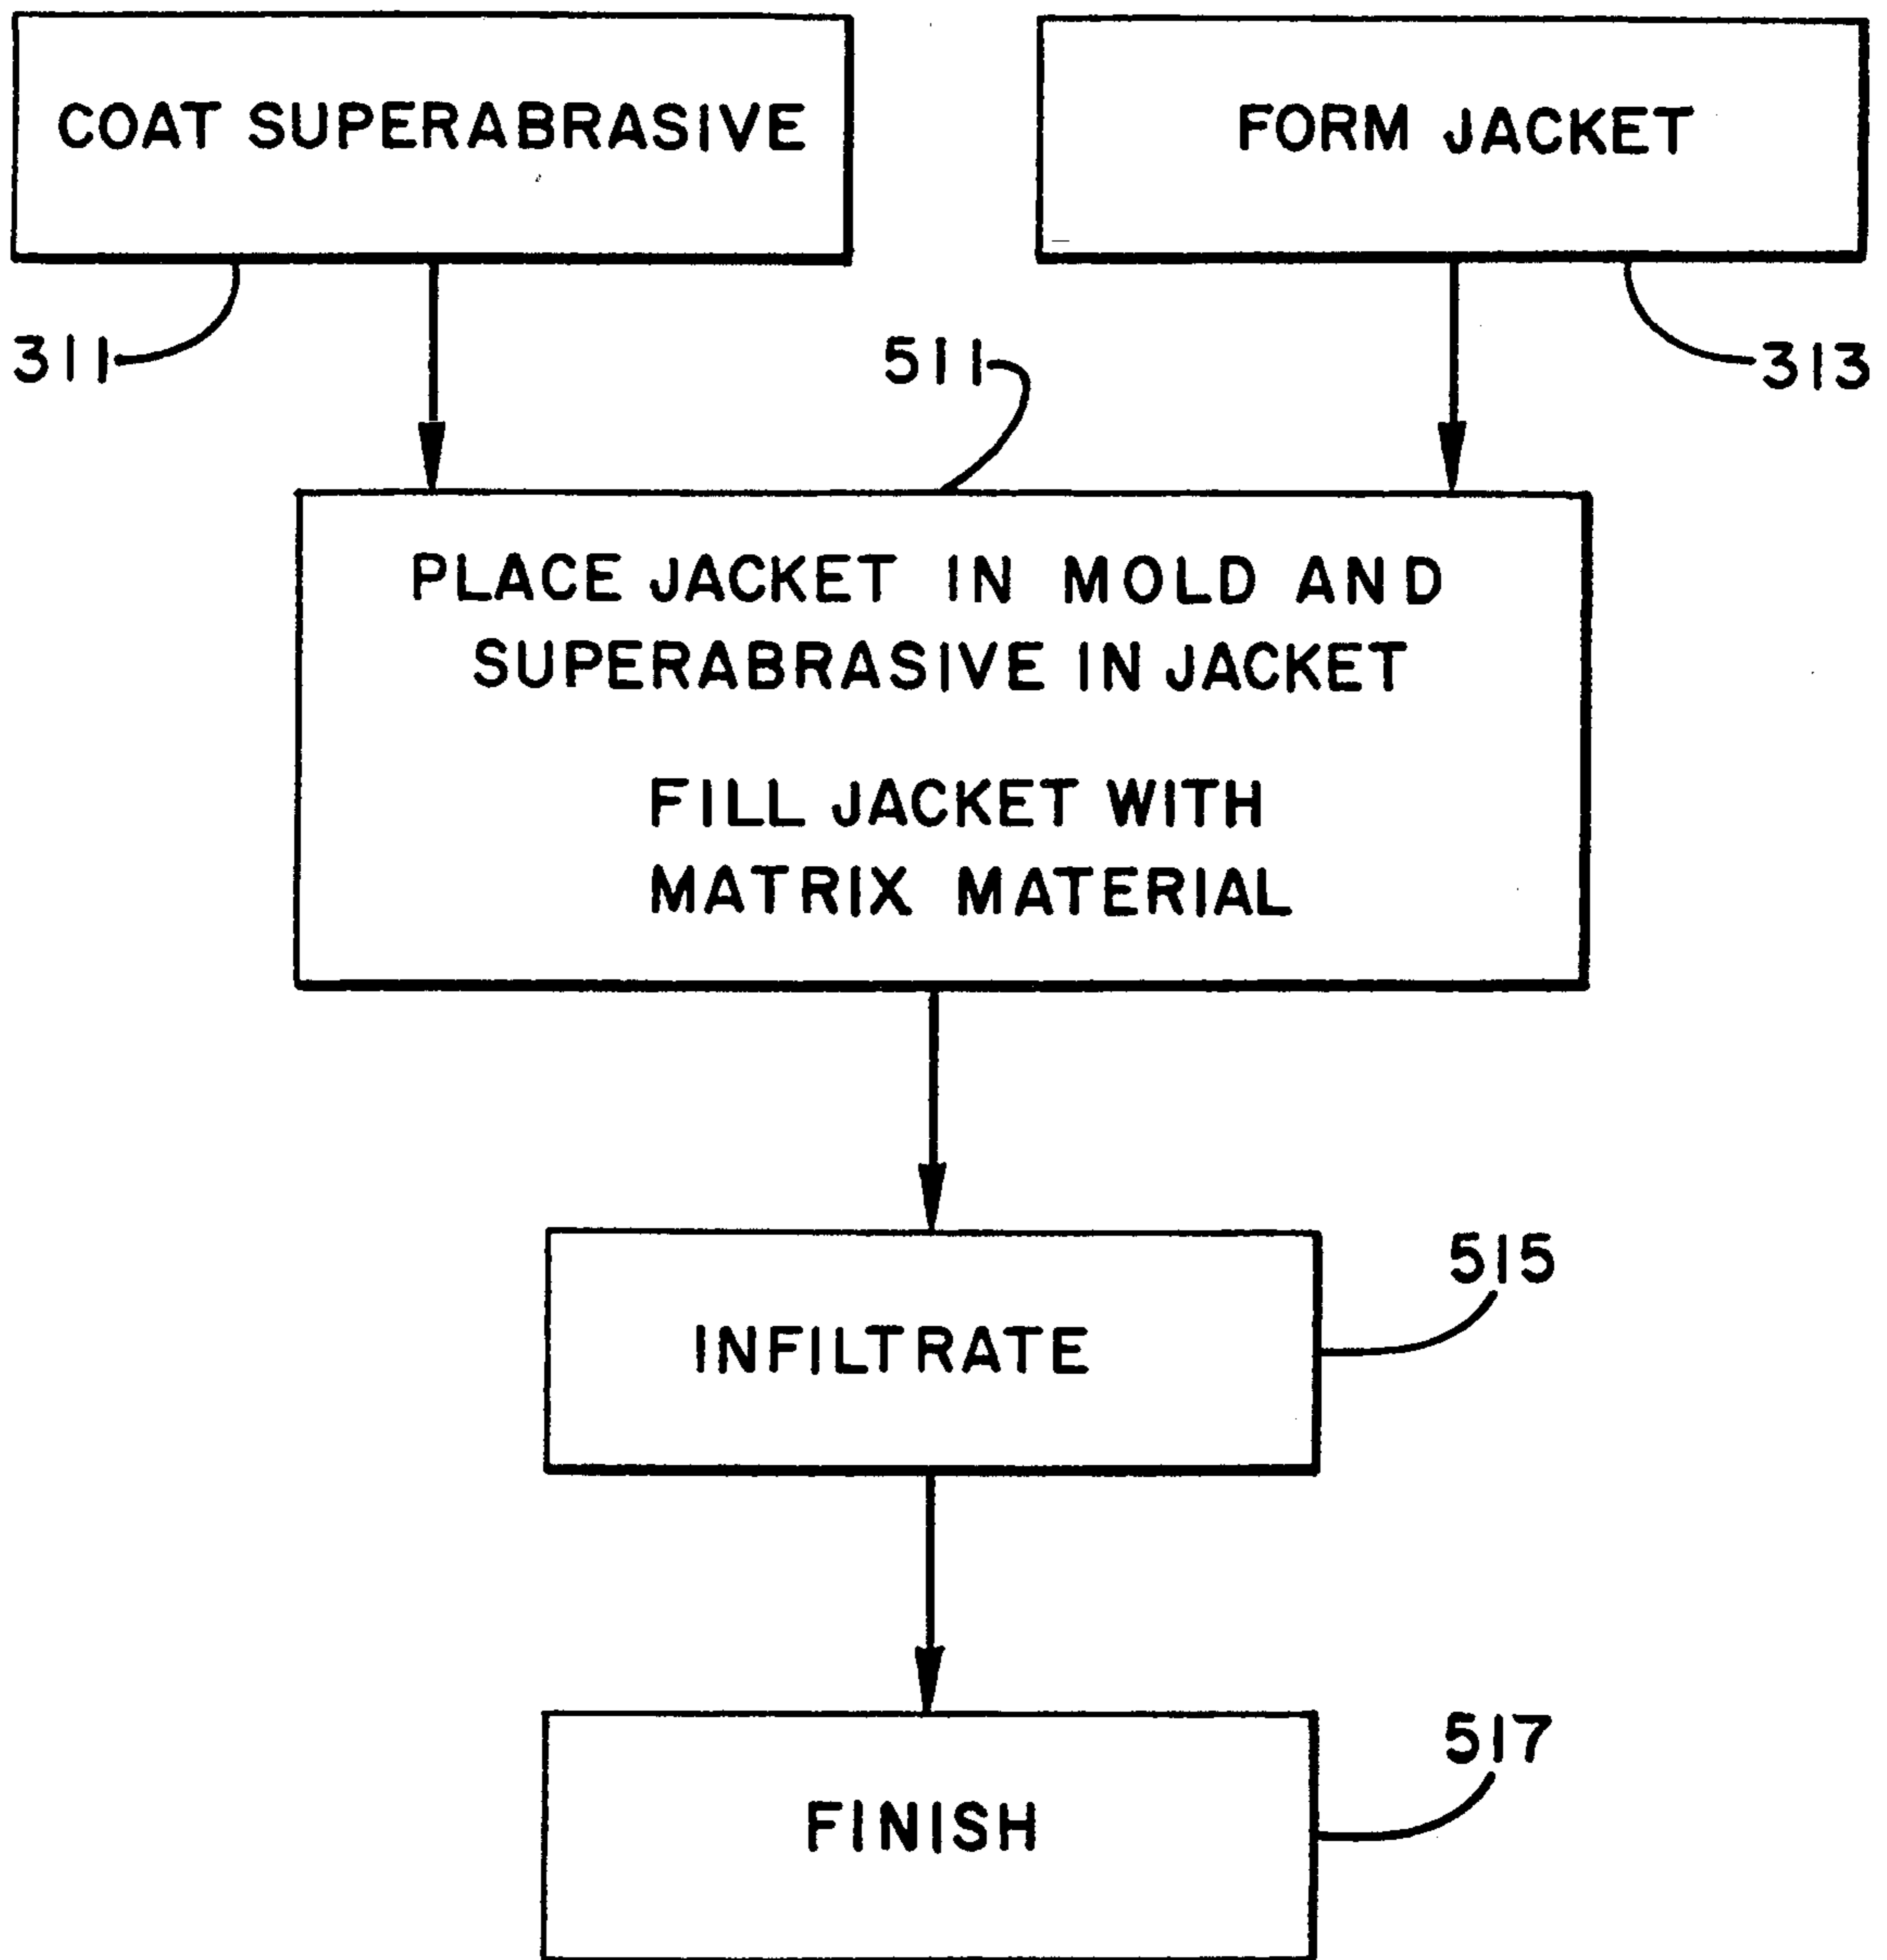 COAT SUPERABRASIVE
FORM JACKET
311
511
313
PLACE JACKET IN MOLD AND
SUPERABRASIVE IN JACKET
FILL JACKET WITH
MATRIX MATERIAL
515
INFILTRATE
517
FINISH